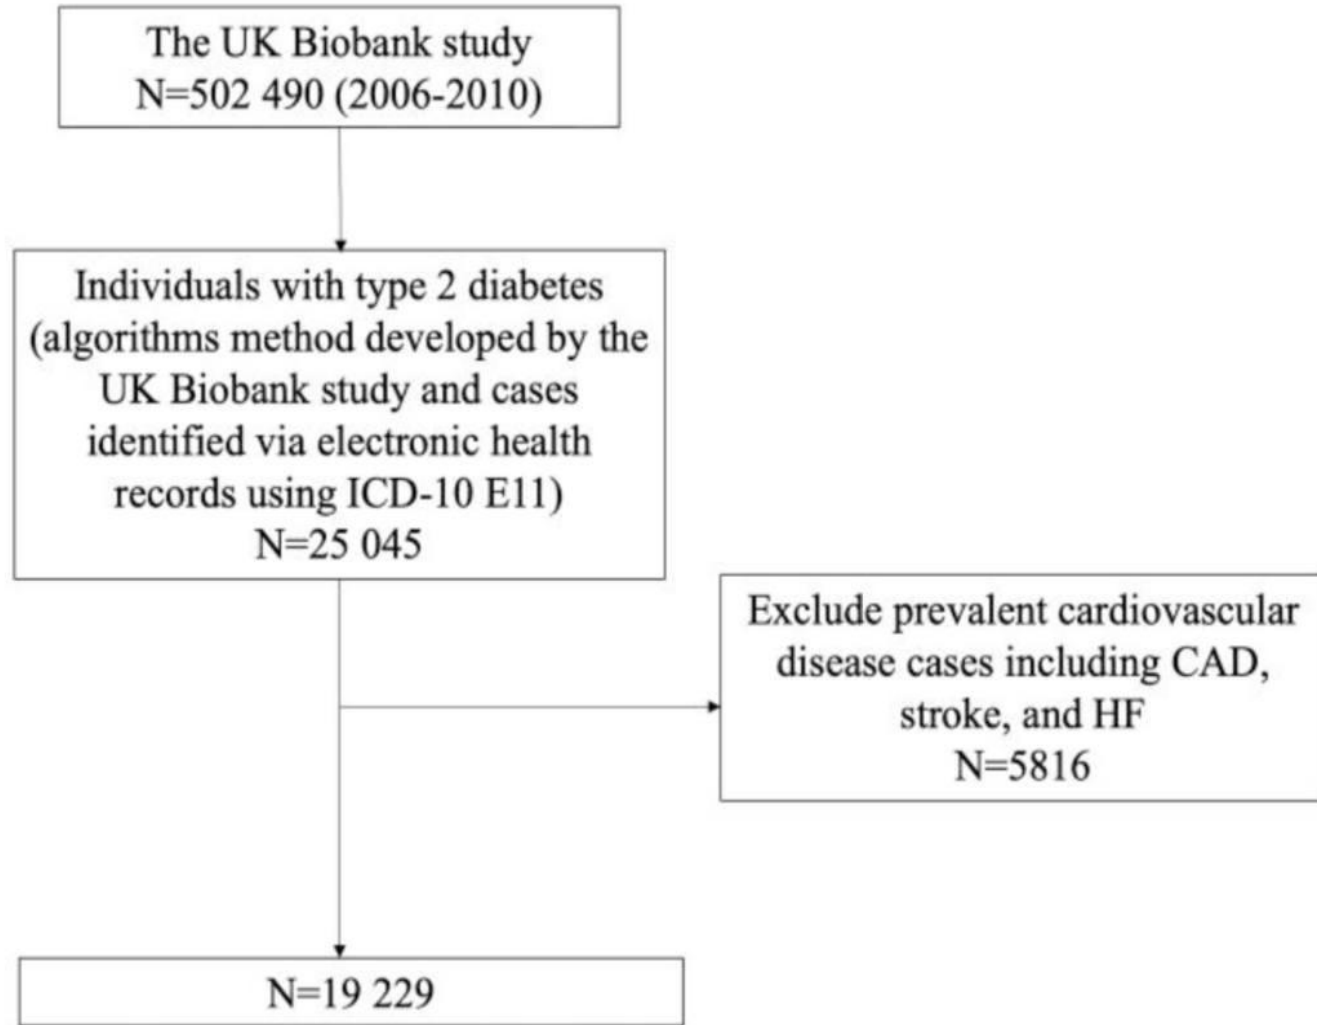 The UK Biobank study
N=502 490 (2006-2010)
Individuals with type 2 diabetes
(algorithms method developed by the
UK Biobank study and cases
identified via electronic health
records using ICD-10 E11)
N=25 045
Exclude prevalent cardiovascular
disease cases including CAD,
stroke, and HF
N=5816
N=19 229